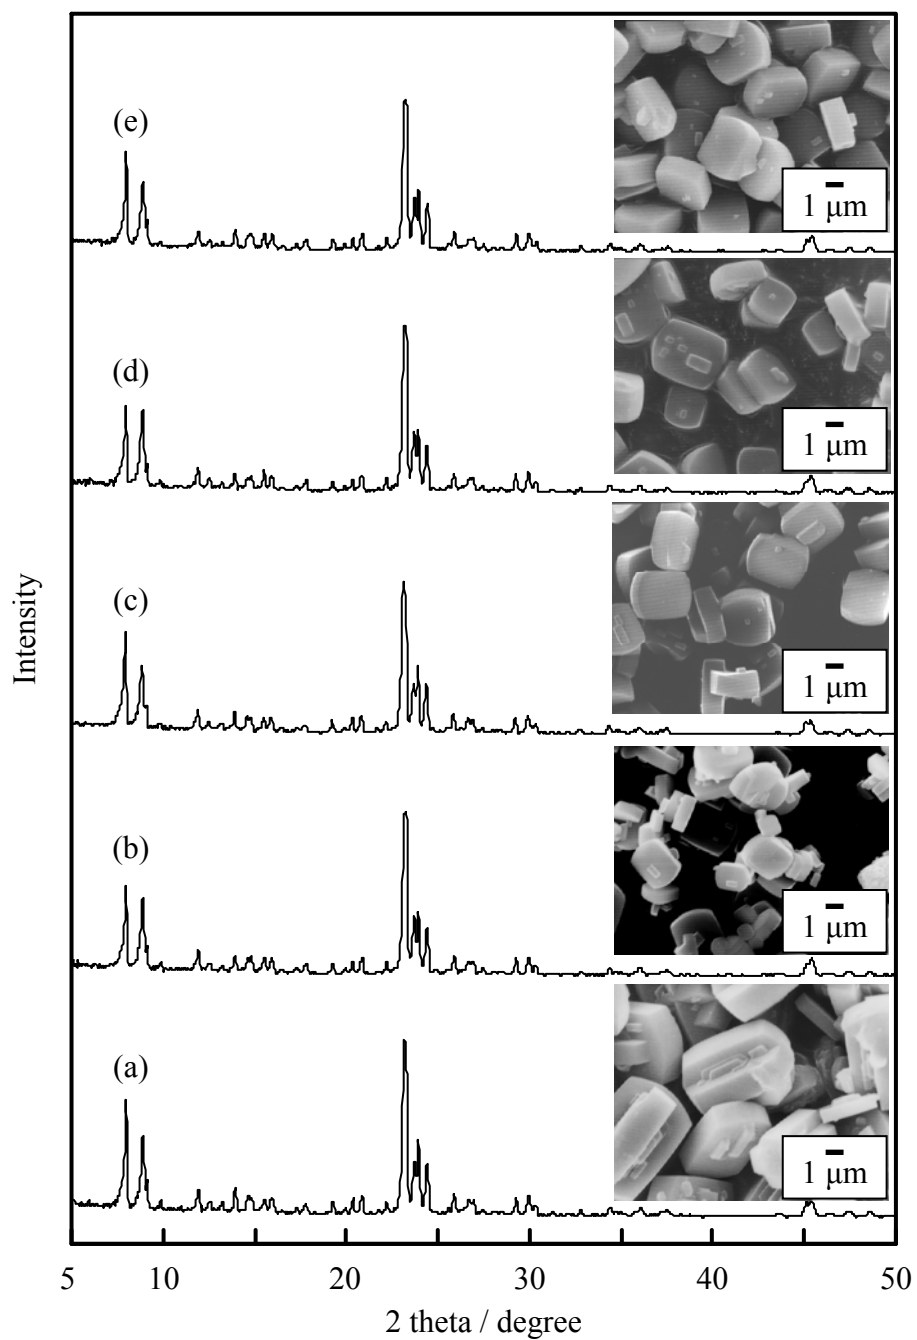 (e)
1 μm
(d)
1 μm
Intensity
(c)
1 μm
(b)
1 μm
(a)
1 μm
5 10 20 30 40 50
2 theta / degree